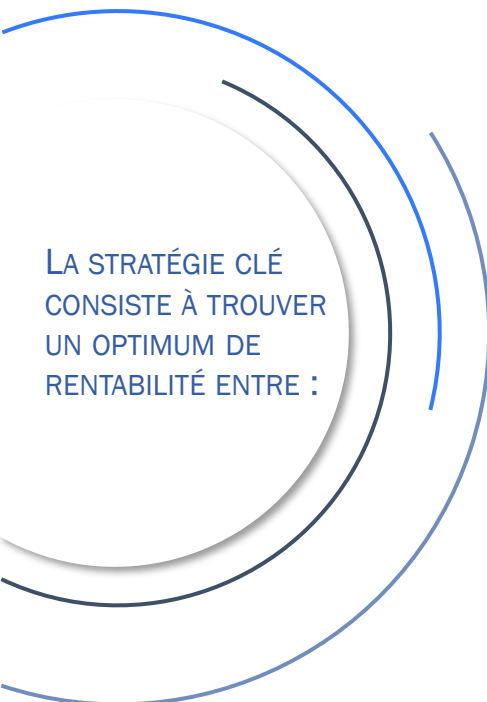 LA STRATÉGIE CLÉ
CONSISTE À TROUVER
UN OPTIMUM DE
RENTABILITÉ ENTRE :